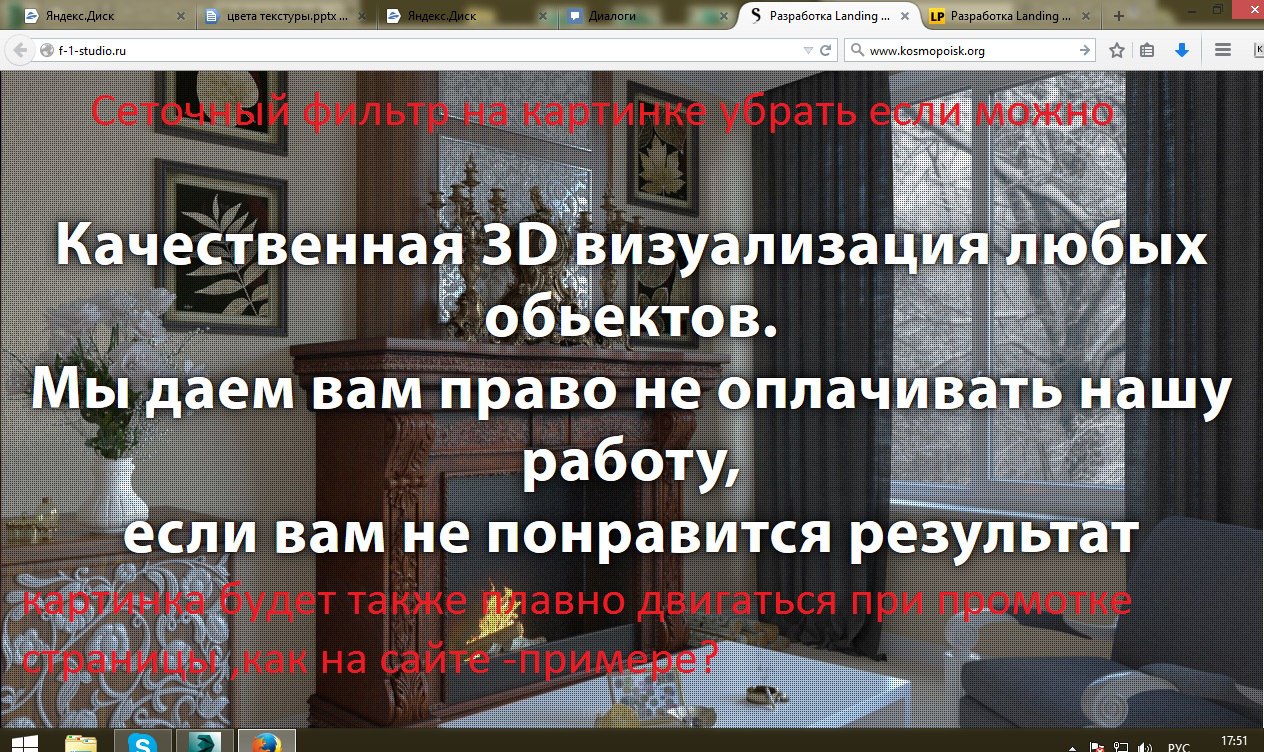 Яндекс.Диск
цвета текстуры.pptx ...
Яндекс.Диск
Диалоги
Разработка Landing ...
LP Разработка Landing ...
f-1-studio.ru
www.kosmopoisk.org
Сеточный фильтр на картинке убрать если можно
Качественная 3D визуализация любых
обьектов.
Мы даем вам право не оплачивать нашу
работу,
если вам не понравится результат
картинка будет также плавно двигаться при промотке
страницы ,как на сайте -примере?
РУС
17:51